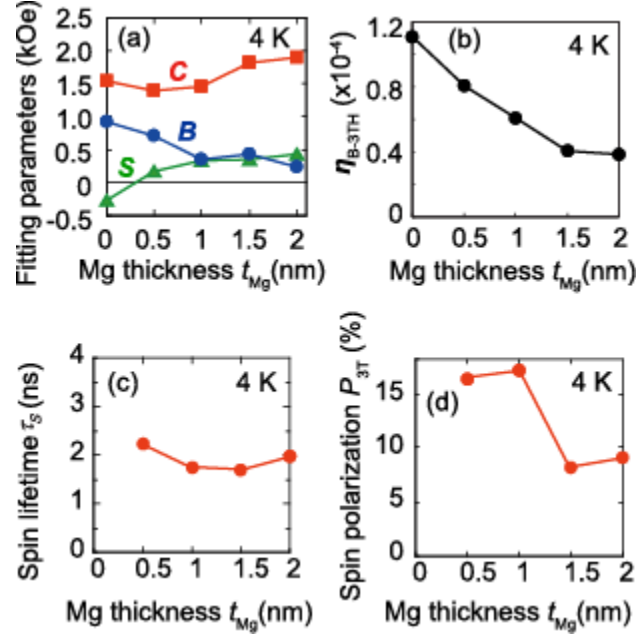 Fitting parameters (kOe)
2.0
1.5
1.0
0.5
0
-0.5
(a)
4 K
C
B
S
0 0.5 1 1.5 2
Mg thickness tMg(nm)
ηB-3TH (x10-4)
1.2
0.8
0.4
0
(b)
4 K
0 0.5 1 1.5 2
Mg thickness tMg(nm)
Spin lifetime τS (ns)
4
3
2
1
0
(c)
4 K
0 0.5 1 1.5 2
Mg thickness tMg(nm)
Spin polarization P3T (%)
15
10
5
0
(d)
4 K
0 0.5 1 1.5 2
Mg thickness tMg(nm)